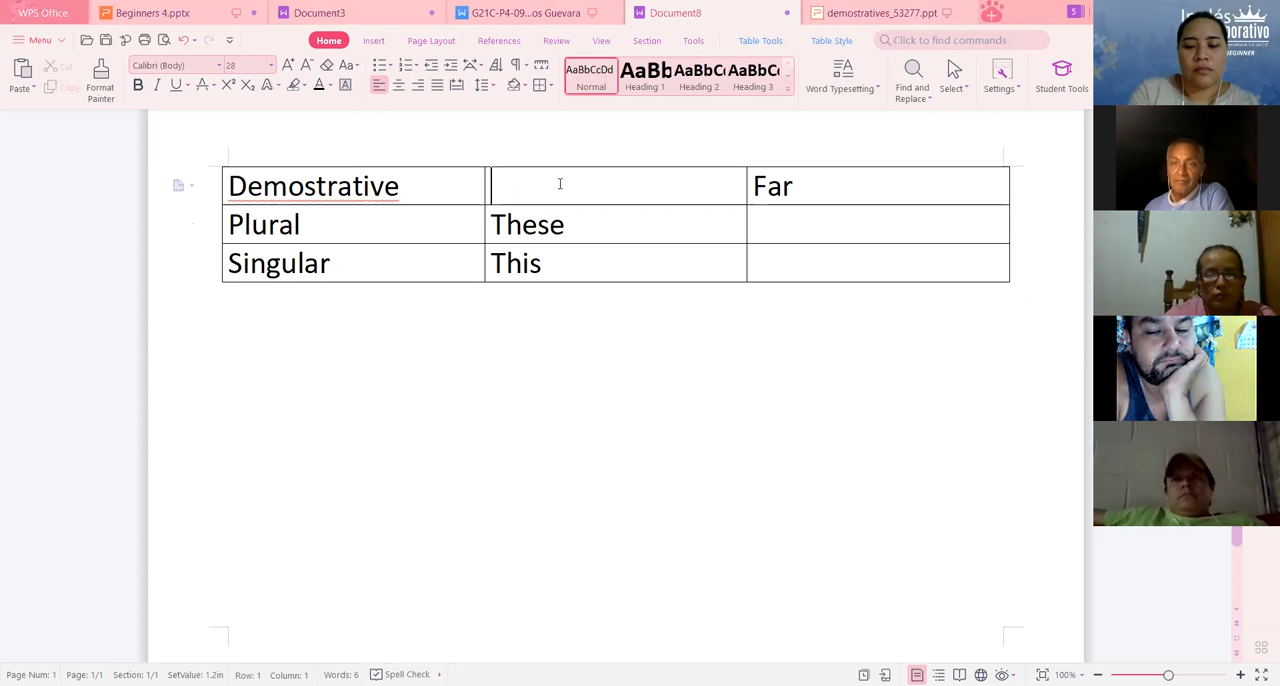 WPS Office
Beginners 4.pptx
Document3
G21C-P4-09...os Guevara
Document8
demostratives_53277.ppt
5
Menu
Home
Insert
Page Layout
References
Review
View
Section
Tools
Table Tools
Table Style
Click to find commands
Paste
Cut
Copy
Format Painter
Calibri (Body)
28
AaBbCcDd
Normal
Heading 1
Heading 2
Heading 3
Word Typesetting
Find and Replace
Select
Settings
Student Tools
Demostrative
Far
Plural
These
Singular
This
BEGINNER
Page Num: 1
Page: 1/1
Section: 1/1
SetValue: 1.2in
Row: 1
Column: 1
Words: 6
Spell Check
100%